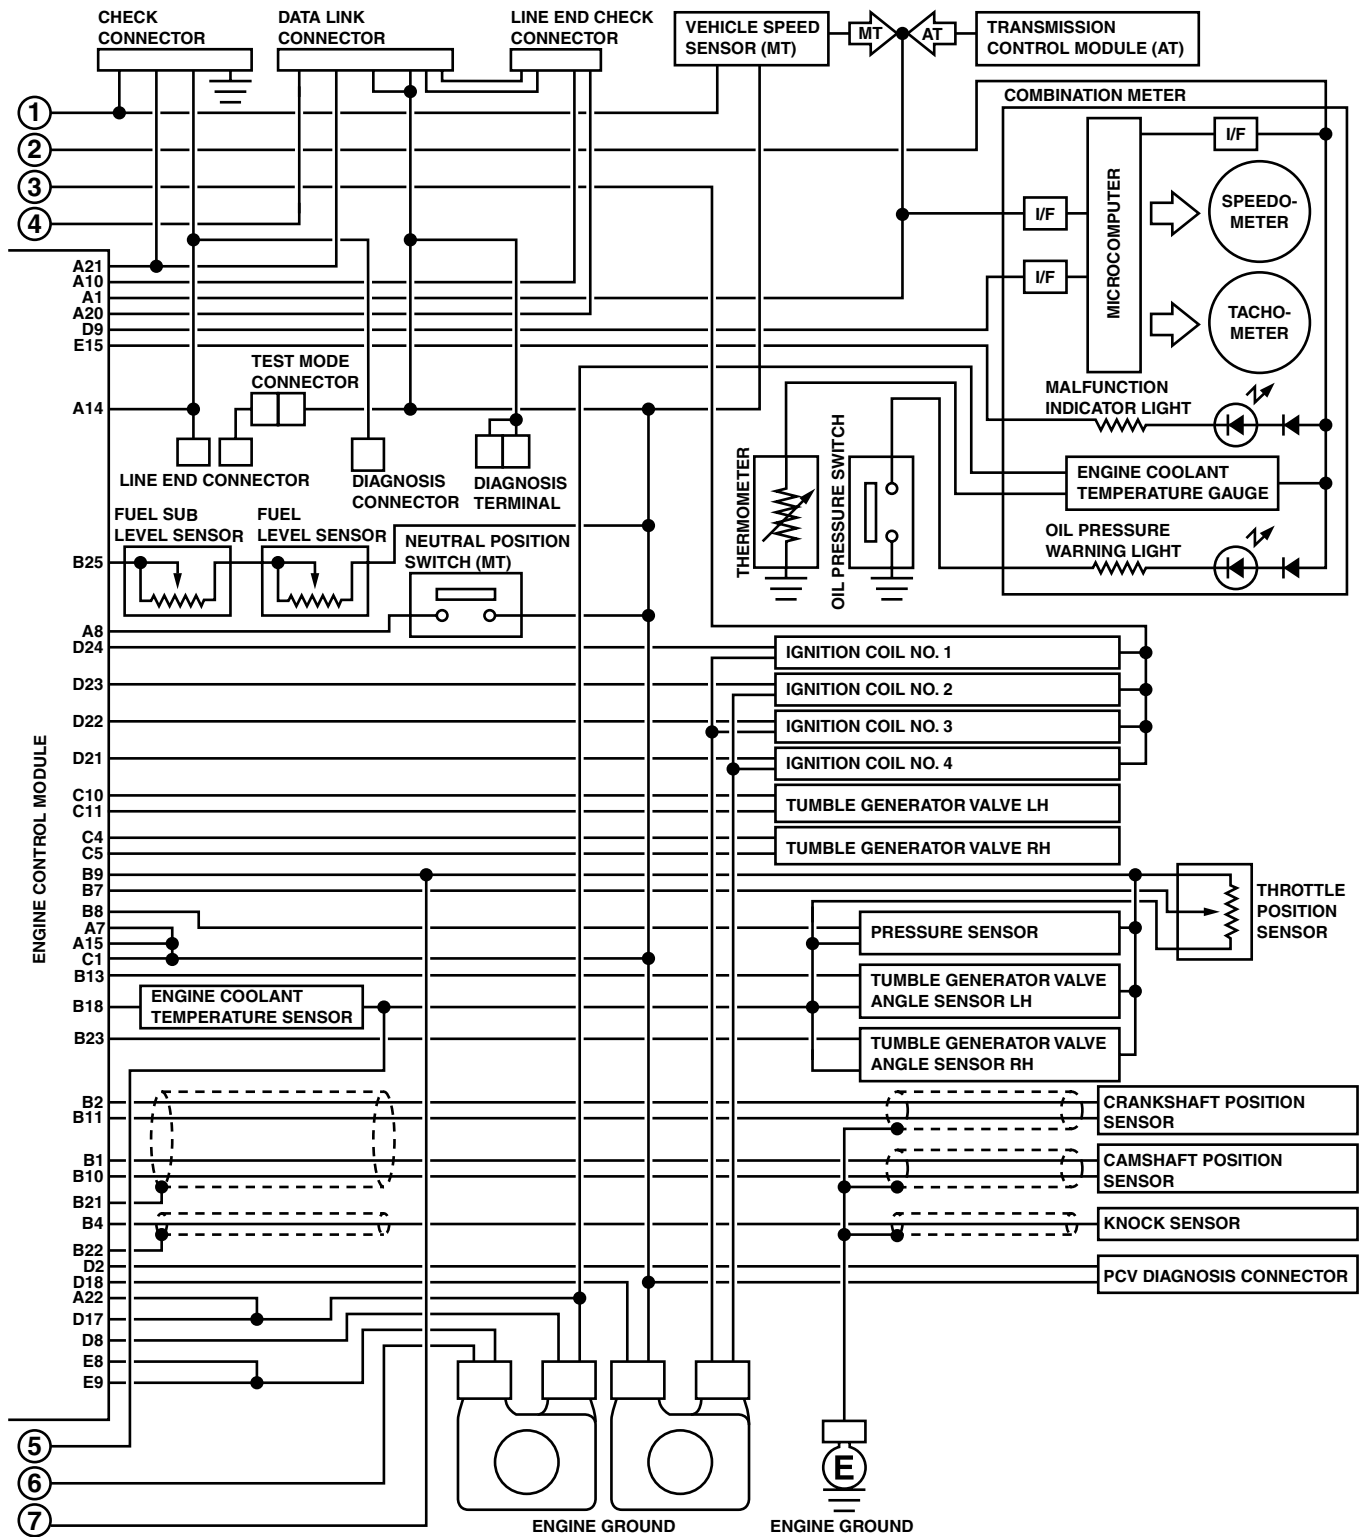 CHECK
CONNECTOR
DATA LINK
CONNECTOR
LINE END CHECK
CONNECTOR
VEHICLE SPEED
SENSOR (MT)
MT
AT
TRANSMISSION
CONTROL MODULE (AT)
1
2
3
4
COMBINATION METER
I/F
I/F
I/F
MICROCOMPUTER
SPEEDO-
METER
TACHO-
METER
MALFUNCTION
INDICATOR LIGHT
ENGINE COOLANT
TEMPERATURE GAUGE
OIL PRESSURE
WARNING LIGHT
A21
A10
A1
A20
D9
E15
A14
TEST MODE
CONNECTOR
LINE END CONNECTOR
DIAGNOSIS
CONNECTOR
DIAGNOSIS
TERMINAL
THERMOMETER
OIL PRESSURE SWITCH
FUEL SUB
LEVEL SENSOR
FUEL
LEVEL SENSOR
NEUTRAL POSITION
SWITCH (MT)
B25
A8
D24
D23
D22
D21
C10
C11
C4
C5
B9
B7
B8
A7
A15
C1
B13
B18
B23
B2
B11
B1
B10
B21
B4
B22
D2
D18
A22
D17
D8
E8
E9
ENGINE CONTROL MODULE
IGNITION COIL NO. 1
IGNITION COIL NO. 2
IGNITION COIL NO. 3
IGNITION COIL NO. 4
TUMBLE GENERATOR VALVE LH
TUMBLE GENERATOR VALVE RH
THROTTLE
POSITION
SENSOR
PRESSURE SENSOR
TUMBLE GENERATOR VALVE
ANGLE SENSOR LH
TUMBLE GENERATOR VALVE
ANGLE SENSOR RH
ENGINE COOLANT
TEMPERATURE SENSOR
CRANKSHAFT POSITION
SENSOR
CAMSHAFT POSITION
SENSOR
KNOCK SENSOR
PCV DIAGNOSIS CONNECTOR
5
6
7
E
ENGINE GROUND
ENGINE GROUND